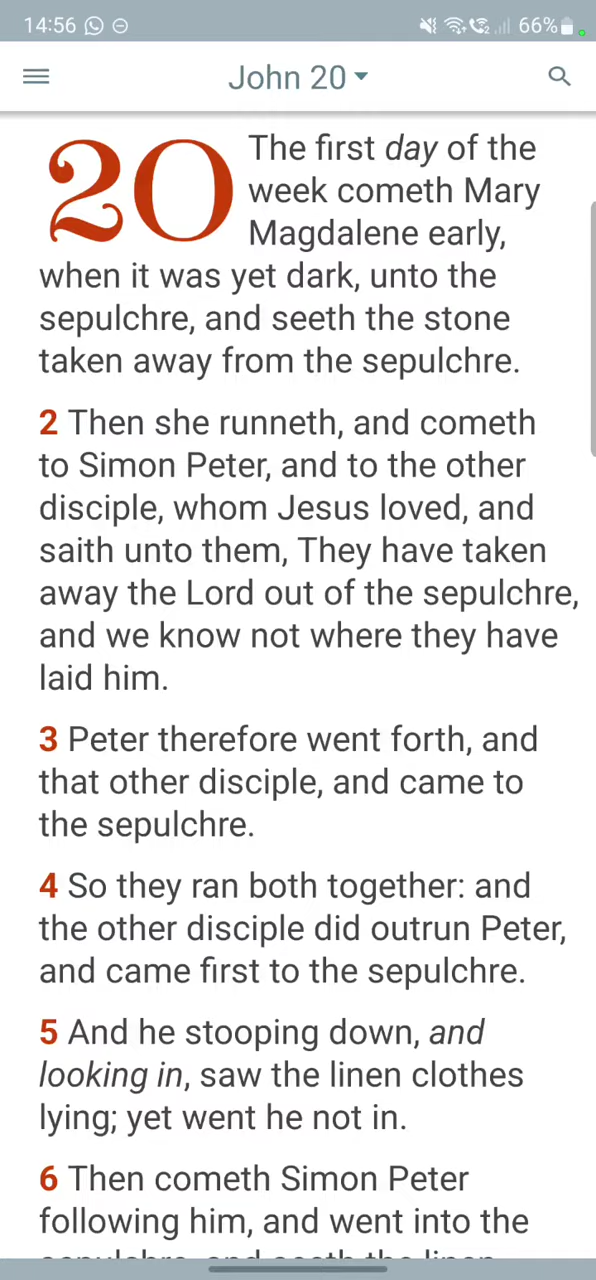 14:56 66%
John 20
20 The first day of the
week cometh Mary
Magdalene early,
when it was yet dark, unto the
sepulchre, and seeth the stone
taken away from the sepulchre.
2 Then she runneth, and cometh
to Simon Peter, and to the other
disciple, whom Jesus loved, and
saith unto them, They have taken
away the Lord out of the sepulchre,
and we know not where they have
laid him.
3 Peter therefore went forth, and
that other disciple, and came to
the sepulchre.
4 So they ran both together: and
the other disciple did outrun Peter,
and came first to the sepulchre.
5 And he stooping down, and
looking in, saw the linen clothes
lying; yet went he not in.
6 Then cometh Simon Peter
following him, and went into the
sepulchre, and seeth the linen